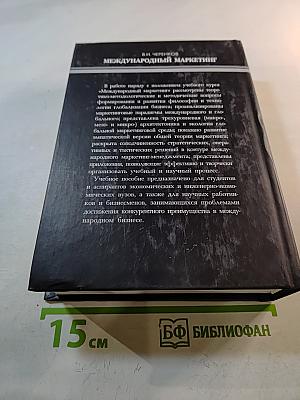 В.И. ЧЕРЕНКОВ
МЕЖДУНАРОДНЫЙ МАРКЕТИНГ
В работе наряду с изложением учебного курса
«Международный маркетинг» рассмотрены теоре-
тико-методологические и методические вопросы
формирования и развития философии и техно-
логии глобализации бизнеса; проанализированы
маркетинговые парадигмы международного и гло-
бального; представлена трехуровневая (макро-,
мезо- и микро-) архитектоника и экология гло-
бальной маркетинговой среды; показано развитие
эмпатической версии общей теории маркетинга;
раскрыта соподчиненность стратегических, опера-
тивных и тактических решений в контуре между-
народного маркетинг-менеджмента; представлены
приложения, позволяющие эффективно и творчески
организовать учебный и научный процесс.
Учебное пособие предназначено для студентов
и аспирантов экономических и инженерно-эконо-
мических вузов, а также для научных работни-
ков и бизнесменов, занимающихся проблемами
достижения конкурентного преимущества в между-
народном бизнесе.
15 см
БФ БИБЛИОФАН